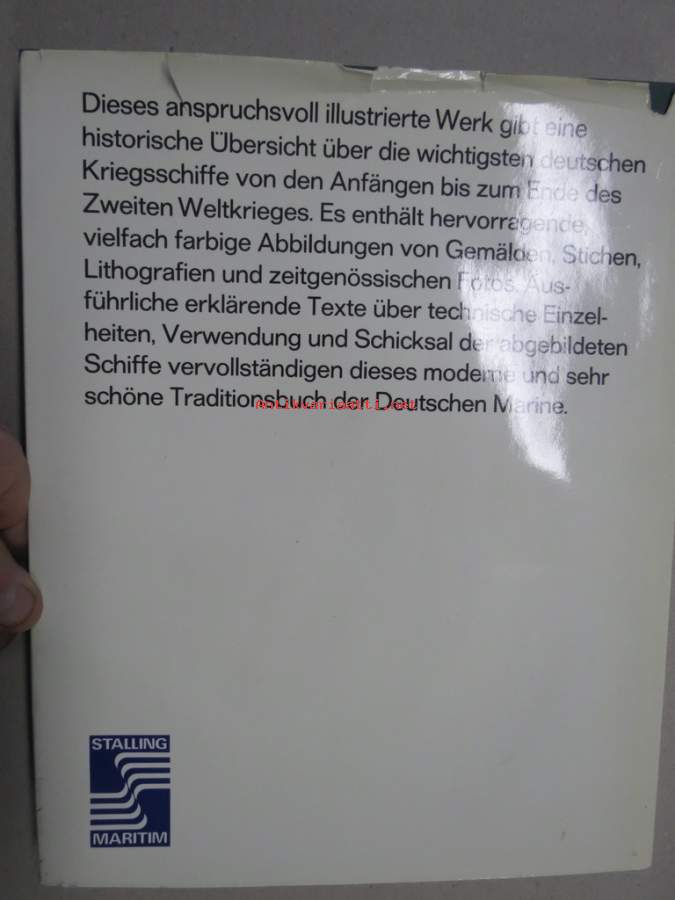 Dieses anspruchsvoll illustrierte Werk gibt eine
historische Übersicht über die wichtigsten deutschen
Kriegsschiffe von den Anfängen bis zum Ende des
Zweiten Weltkrieges. Es enthält hervorragende,
vielfach farbige Abbildungen von Gemälden, Stichen,
Lithografien und zeitgenössischen Fotos. Aus-
führliche erklärende Texte über technische Einzel-
heiten, Verwendung und Schicksal der abgebildeten
Schiffe vervollständigen dieses moderne und sehr
schöne Traditionsbuch der Deutschen Marine.
Antikvariaatti.net
STALLING
MARITIM